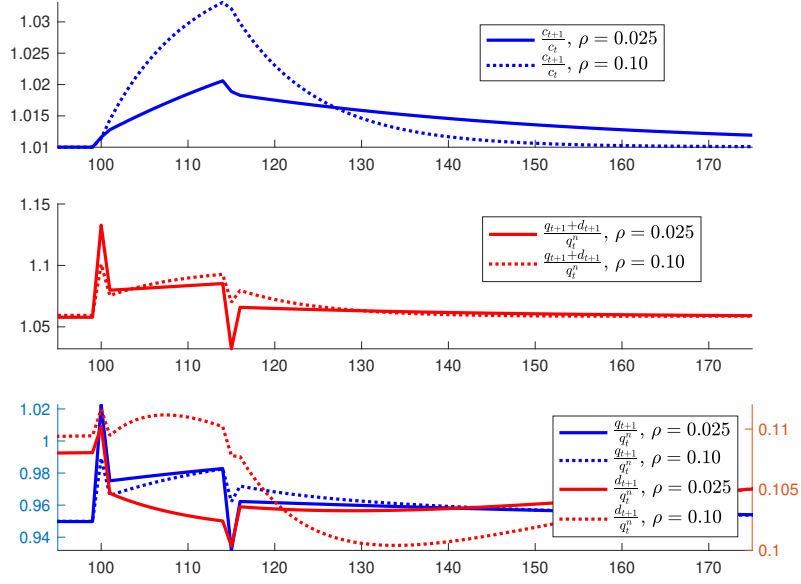 1.03
1.02
1.015
1.01
100 110 120 130 140 150 160 170
c_{t+1}/c_t, ρ = 0.025
c_{t+1}/c_t, ρ = 0.10
1.15
1.1
1.05
100 110 120 130 140 150 160 170
q_{t+1}+d_{t+1}/q_t^n, ρ = 0.025
q_{t+1}+d_{t+1}/q_t^n, ρ = 0.10
1.02
1
0.98
0.96
0.94
0.11
0.105
0.1
q_{t+1}/q_t^n, ρ = 0.025
q_{t+1}/q_t^n, ρ = 0.10
d_{t+1}/q_t^n, ρ = 0.025
d_{t+1}/q_t^n, ρ = 0.10
100 110 120 130 140 150 160 170